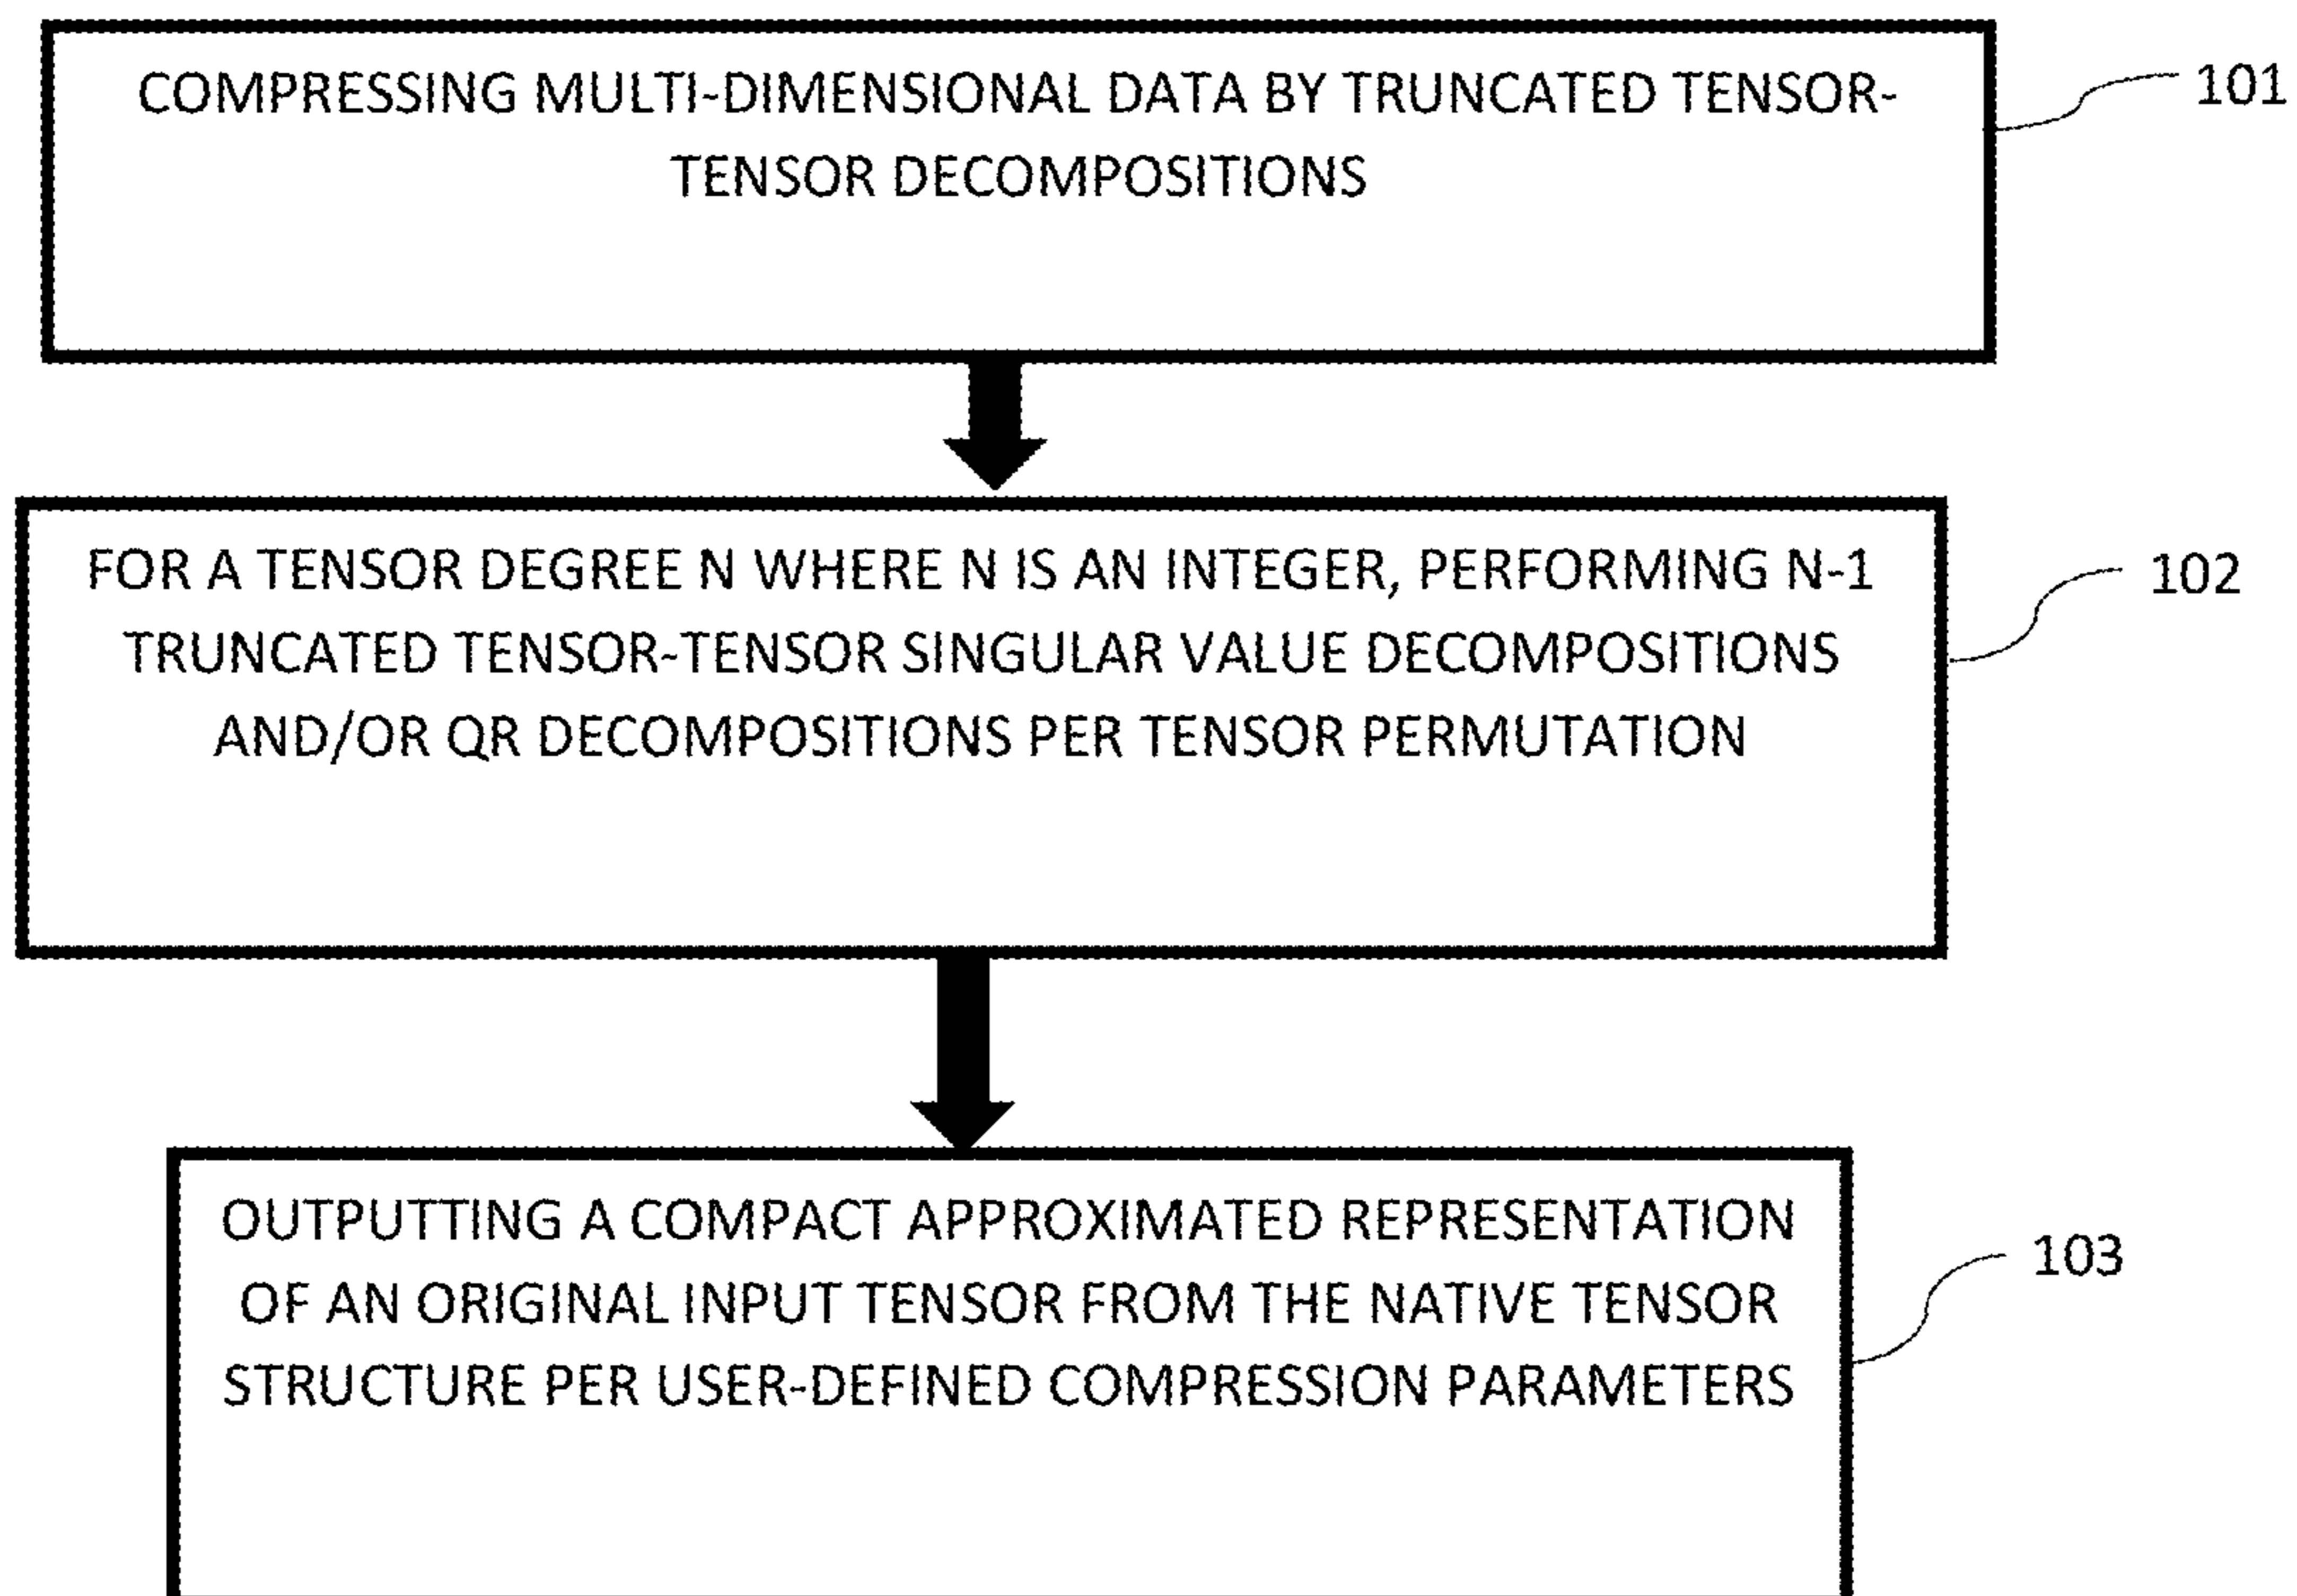 COMPRESSING MULTI-DIMENSIONAL DATA BY TRUNCATED TENSOR-
TENSOR DECOMPOSITIONS
101
FOR A TENSOR DEGREE N WHERE N IS AN INTEGER, PERFORMING N-1
TRUNCATED TENSOR-TENSOR SINGULAR VALUE DECOMPOSITIONS
AND/OR QR DECOMPOSITIONS PER TENSOR PERMUTATION
102
OUTPUTTING A COMPACT APPROXIMATED REPRESENTATION
OF AN ORIGINAL INPUT TENSOR FROM THE NATIVE TENSOR
STRUCTURE PER USER-DEFINED COMPRESSION PARAMETERS
103